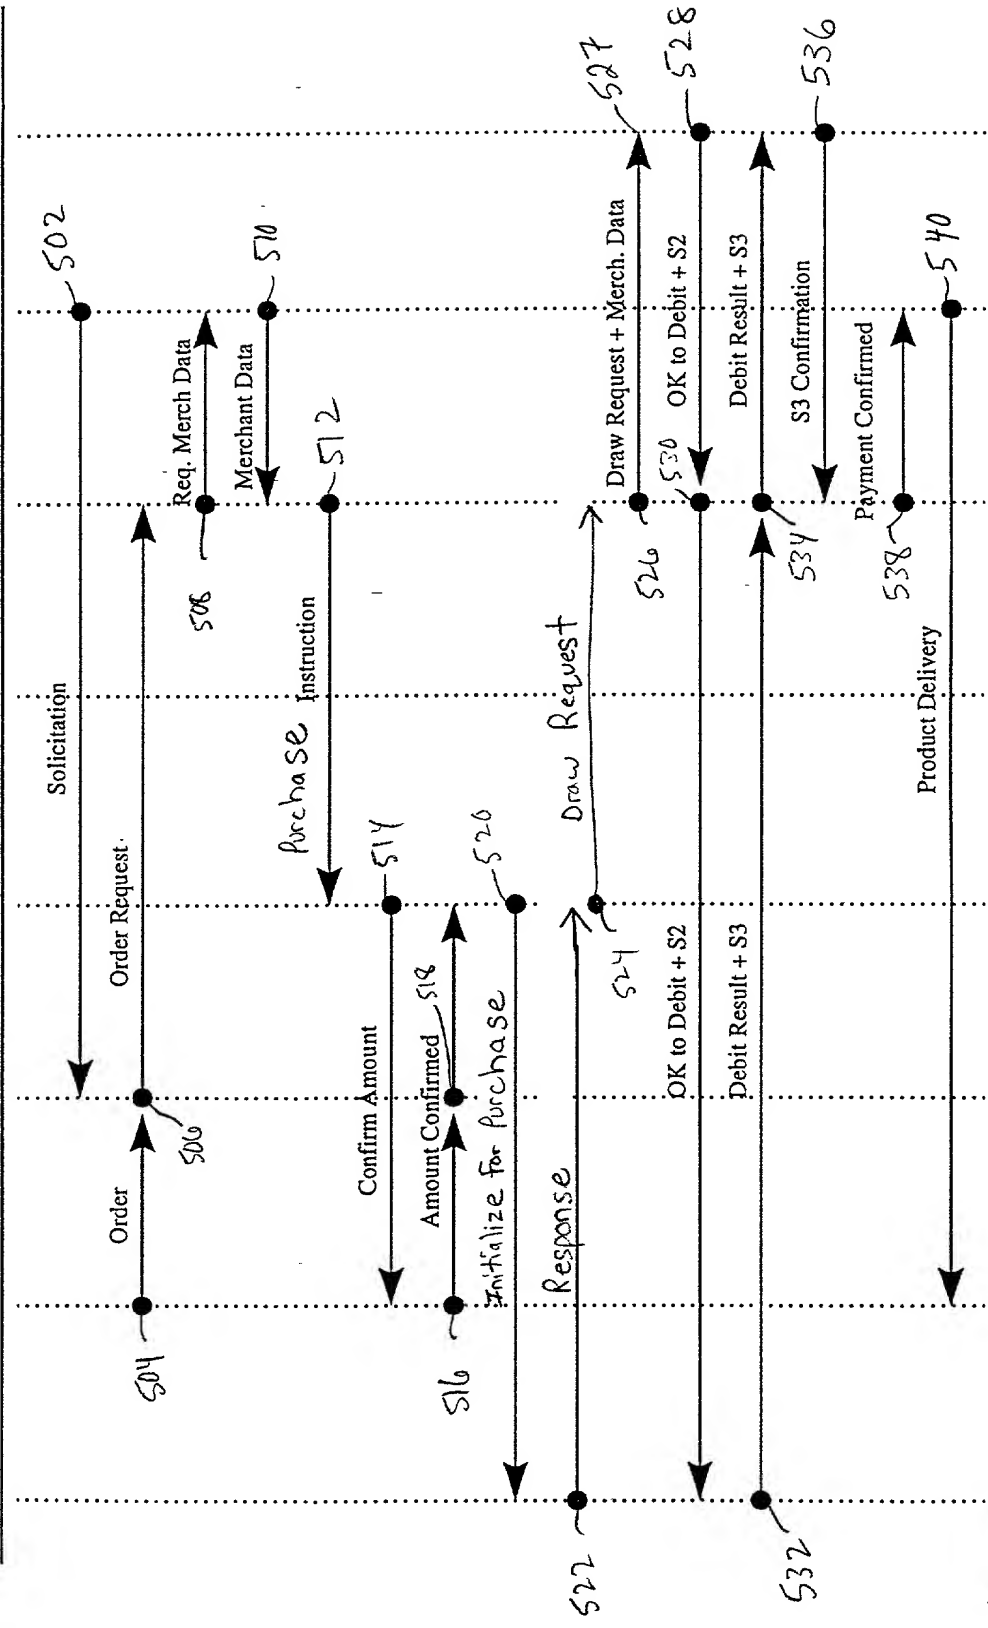 Solicitation
502
Order
Order Request
504
506
Req. Merch Data
508
Merchant Data
510
Purchase Instruction
512
Confirm Amount
514
Amount Confirmed
516
518
Initialize For Purchase
520
Response
522
Draw Request
524
Draw Request + Merch. Data
526
527
OK to Debit + S2
528
OK to Debit + S2
530
Debit Result + S3
532
Debit Result + S3
534
S3 Confirmation
536
Payment Confirmed
538
Product Delivery
540